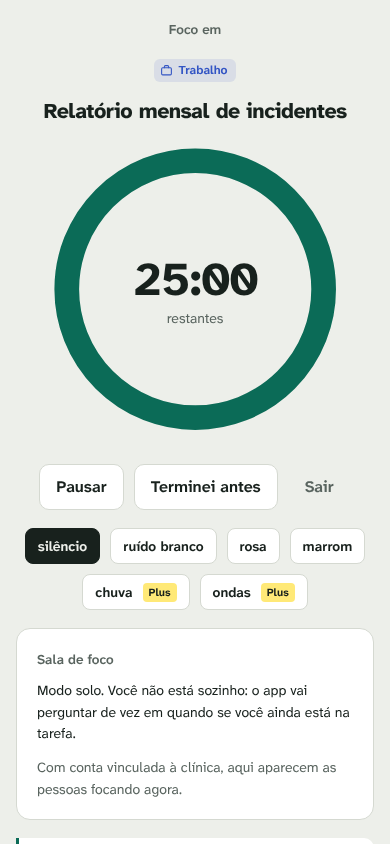 Foco em
Trabalho
Relatório mensal de incidentes
25:00
restantes
Pausar
Terminei antes
Sair
silêncio
ruído branco
rosa
marrom
chuva Plus
ondas Plus
Sala de foco
Modo solo. Você não está sozinho: o app vai
perguntar de vez em quando se você ainda está na
tarefa.
Com conta vinculada à clínica, aqui aparecem as
pessoas focando agora.